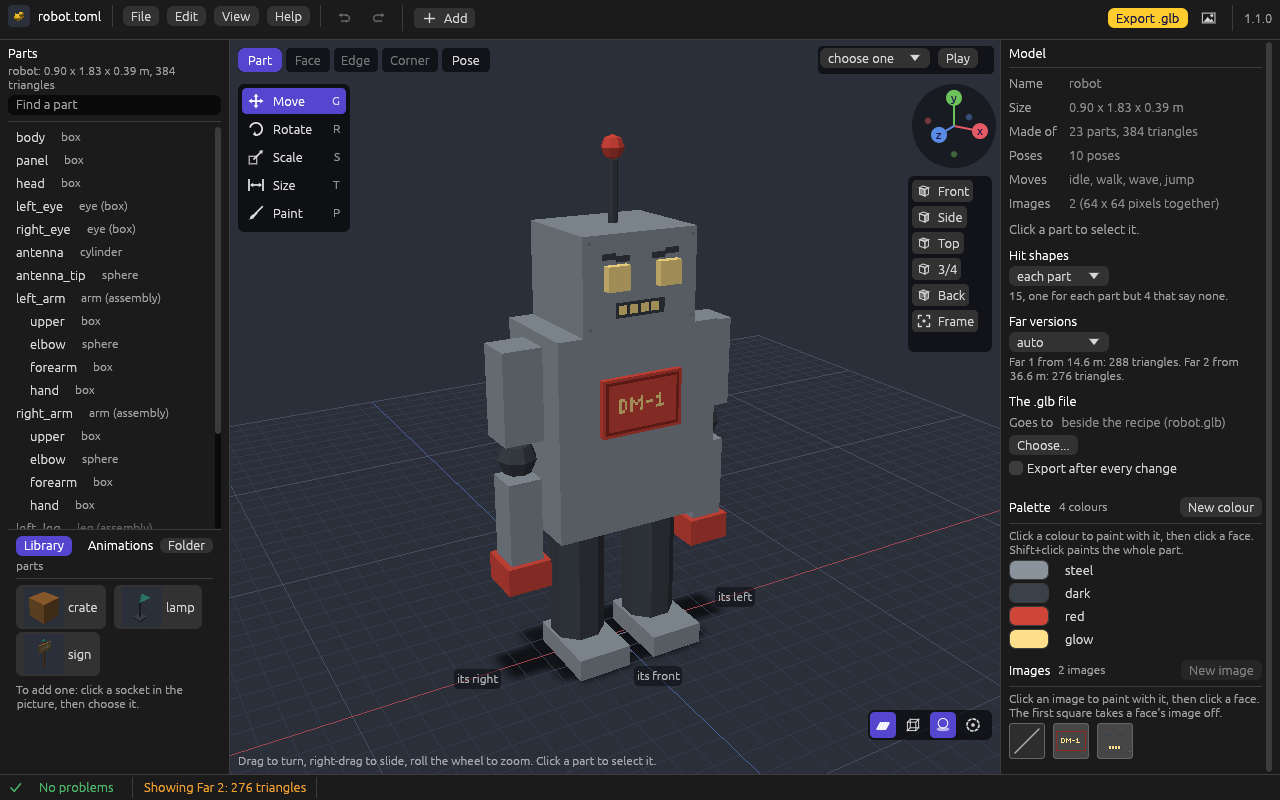 robot.toml
File
Edit
View
Help
Add
Export .glb
1.1.0
Parts
robot: 0.90 x 1.83 x 0.39 m, 384
triangles
Find a part
body box
panel box
head box
left_eye eye (box)
right_eye eye (box)
antenna cylinder
antenna_tip sphere
left_arm arm (assembly)
upper box
elbow sphere
forearm box
hand box
right_arm arm (assembly)
upper box
elbow sphere
forearm box
hand box
left_leg leg (assembly)
Library
Animations
Folder
parts
crate
lamp
sign
To add one: click a socket in the
picture, then choose it.
Part
Face
Edge
Corner
Pose
Move G
Rotate R
Scale S
Size T
Paint P
choose one
Play
y
x
z
Front
Side
Top
3/4
Back
Frame
DM-1
its left
its right
its front
Drag to turn, right-drag to slide, roll the wheel to zoom. Click a part to select it.
Model
Name robot
Size 0.90 x 1.83 x 0.39 m
Made of 23 parts, 384 triangles
Poses 10 poses
Moves idle, walk, wave, jump
Images 2 (64 x 64 pixels together)
Click a part to select it.
Hit shapes
each part
15, one for each part but 4 that say none.
Far versions
auto
Far 1 from 14.6 m: 288 triangles. Far 2 from
36.6 m: 276 triangles.
The .glb file
Goes to beside the recipe (robot.glb)
Choose...
Export after every change
Palette 4 colours
New colour
Click a colour to paint with it, then click a face.
Shift+click paints the whole part.
steel
dark
red
glow
Images 2 images
New image
Click an image to paint with it, then click a face.
The first square takes a face's image off.
DM-1
No problems
Showing Far 2: 276 triangles